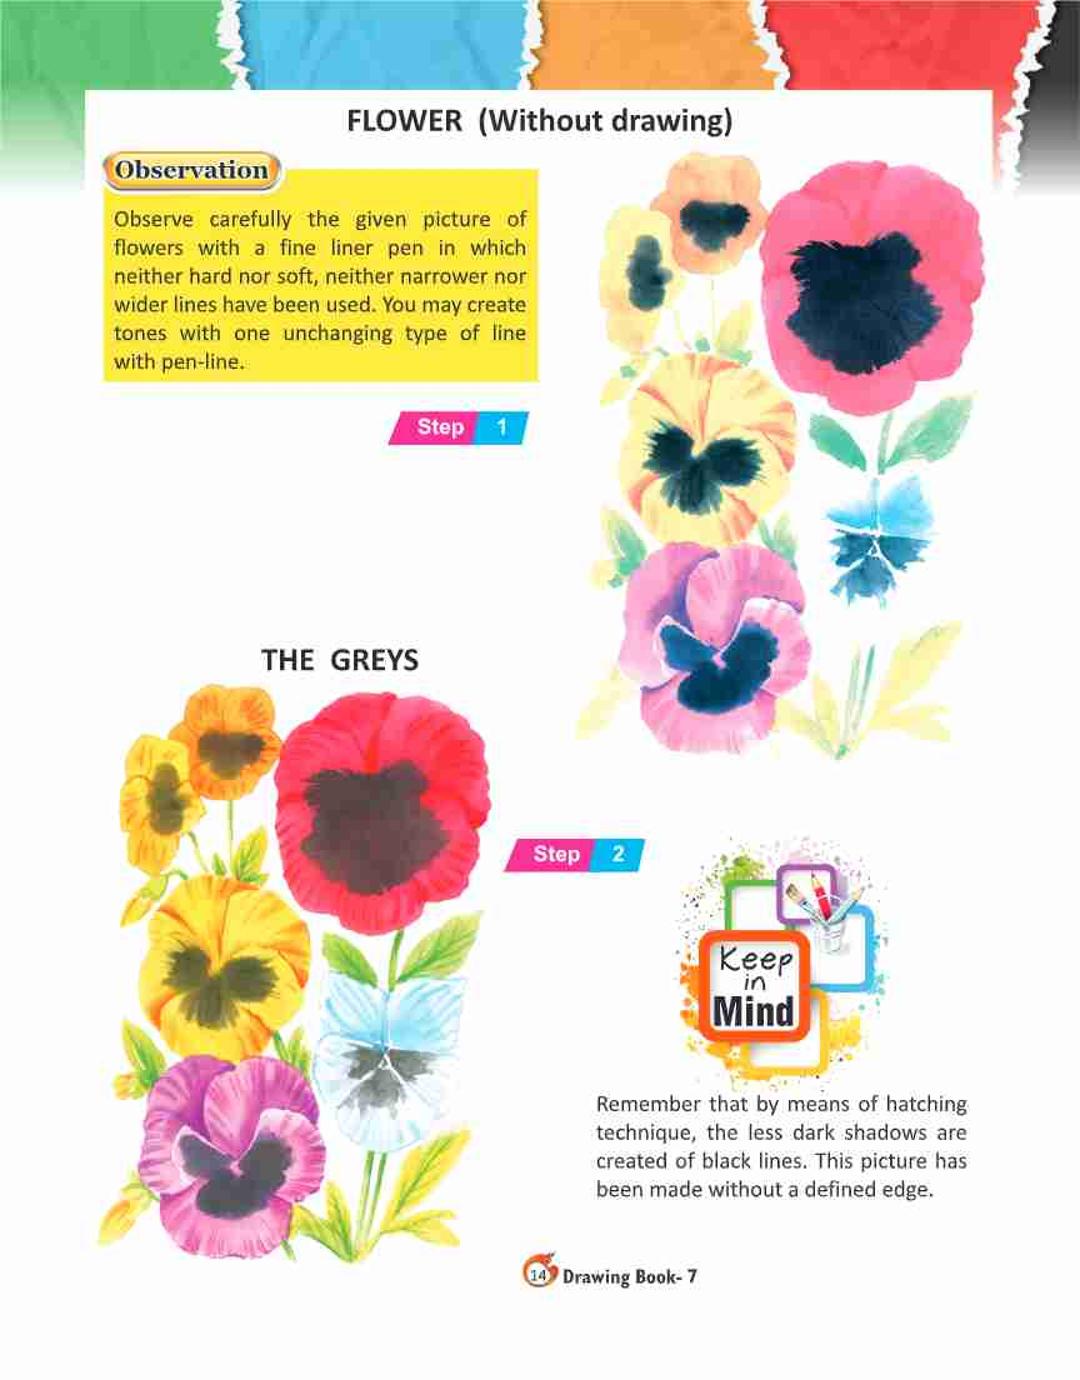 FLOWER (Without drawing)
Observation
Observe carefully the given picture of
flowers with a fine liner pen in which
neither hard nor soft, neither narrower nor
wider lines have been used. You may create
tones with one unchanging type of line
with pen-line.
Step 1
THE GREYS
Step 2
Keep
in
Mind
Remember that by means of hatching
technique, the less dark shadows are
created of black lines. This picture has
been made without a defined edge.
14 Drawing Book- 7